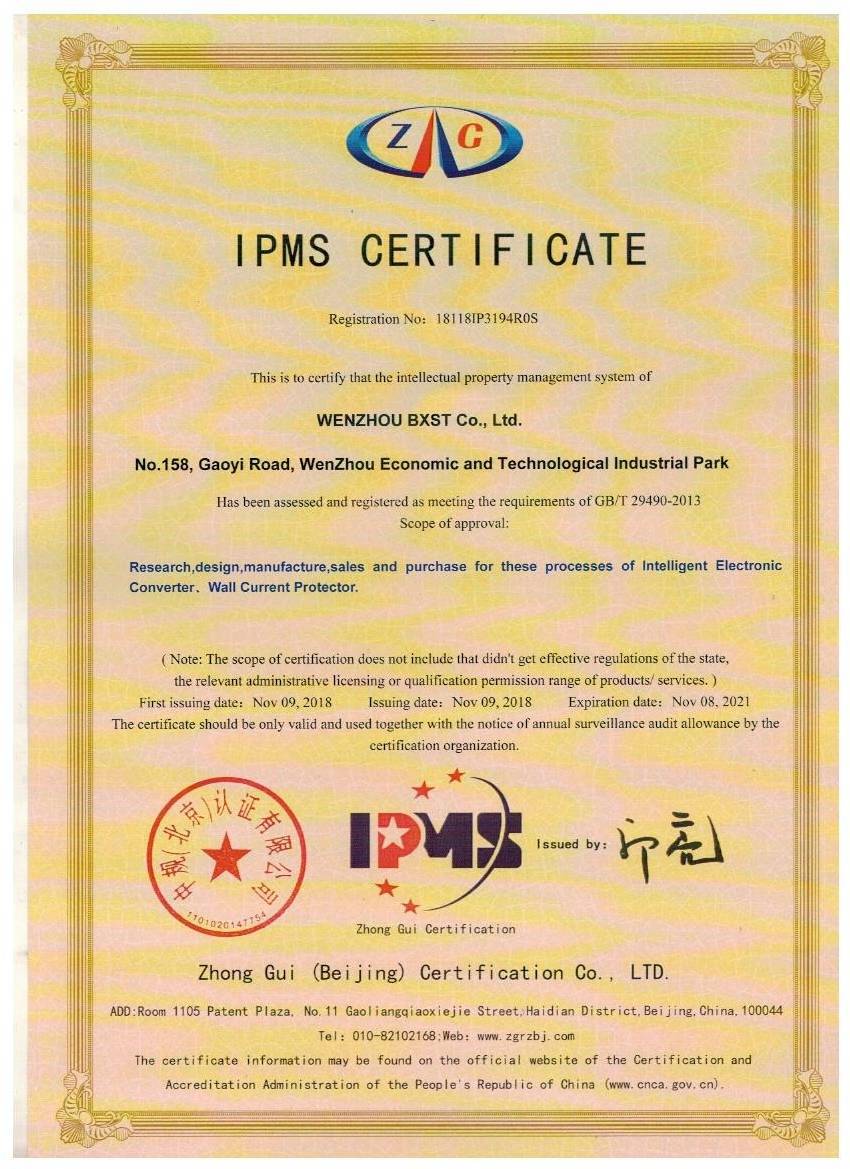 Z G
IPMS CERTIFICATE
Registration No：18118IP3194R0S
This is to certify that the intellectual property management system of
WENZHOU BXST Co., Ltd.
No.158, Gaoyi Road, WenZhou Economic and Technological Industrial Park
Has been assessed and registered as meeting the requirements of GB/T 29490-2013
Scope of approval:
Research,design,manufacture,sales and purchase for these processes of Intelligent Electronic
Converter、Wall Current Protector.
( Note: The scope of certification does not include that didn't get effective regulations of the state,
the relevant administrative licensing or qualification permission range of products/ services. )
First issuing date：Nov 09, 2018 Issuing date：Nov 09, 2018 Expiration date：Nov 08, 2021
The certificate should be only valid and used together with the notice of annual surveillance audit allowance by the
certification organization.
中规(北京)认证有限公司
1101020147754
IPMS
Issued by:
Zhong Gui Certification
Zhong Gui (Beijing) Certification Co., LTD.
ADD:Room 1105 Patent Plaza, No.11 Gaoliangqiaoxiejie Street,Haidian District,Beijing,China,100044
Tel: 010-82102168;Web: www.zgrzbj.com
The certificate information may be found on the official website of the Certification and
Accreditation Administration of the People's Republic of China (www.cnca.gov.cn).